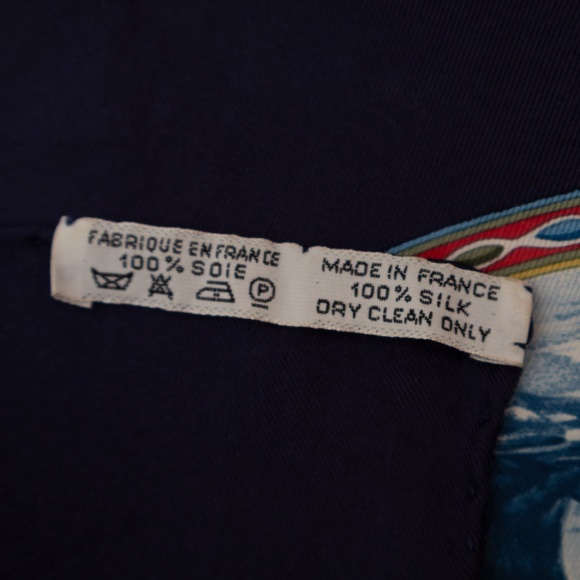 FABRIQUE EN FRANCE
100% SOIE
P
MADE IN FRANCE
100% SILK
DRY CLEAN ONLY